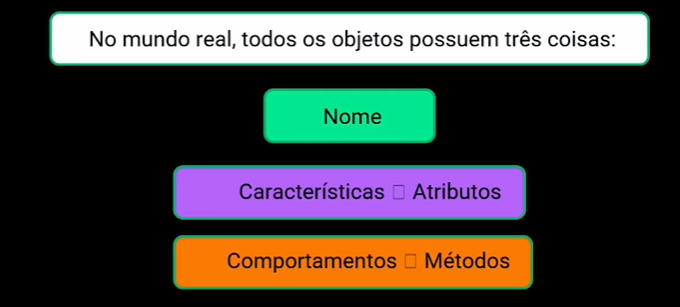 No mundo real, todos os objetos possuem três coisas:
Nome
Características □ Atributos
Comportamentos □ Métodos